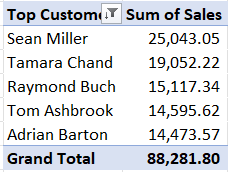 Top Custome Sum of Sales
Sean Miller 25,043.05
Tamara Chand 19,052.22
Raymond Buch 15,117.34
Tom Ashbrook 14,595.62
Adrian Barton 14,473.57
Grand Total 88,281.80